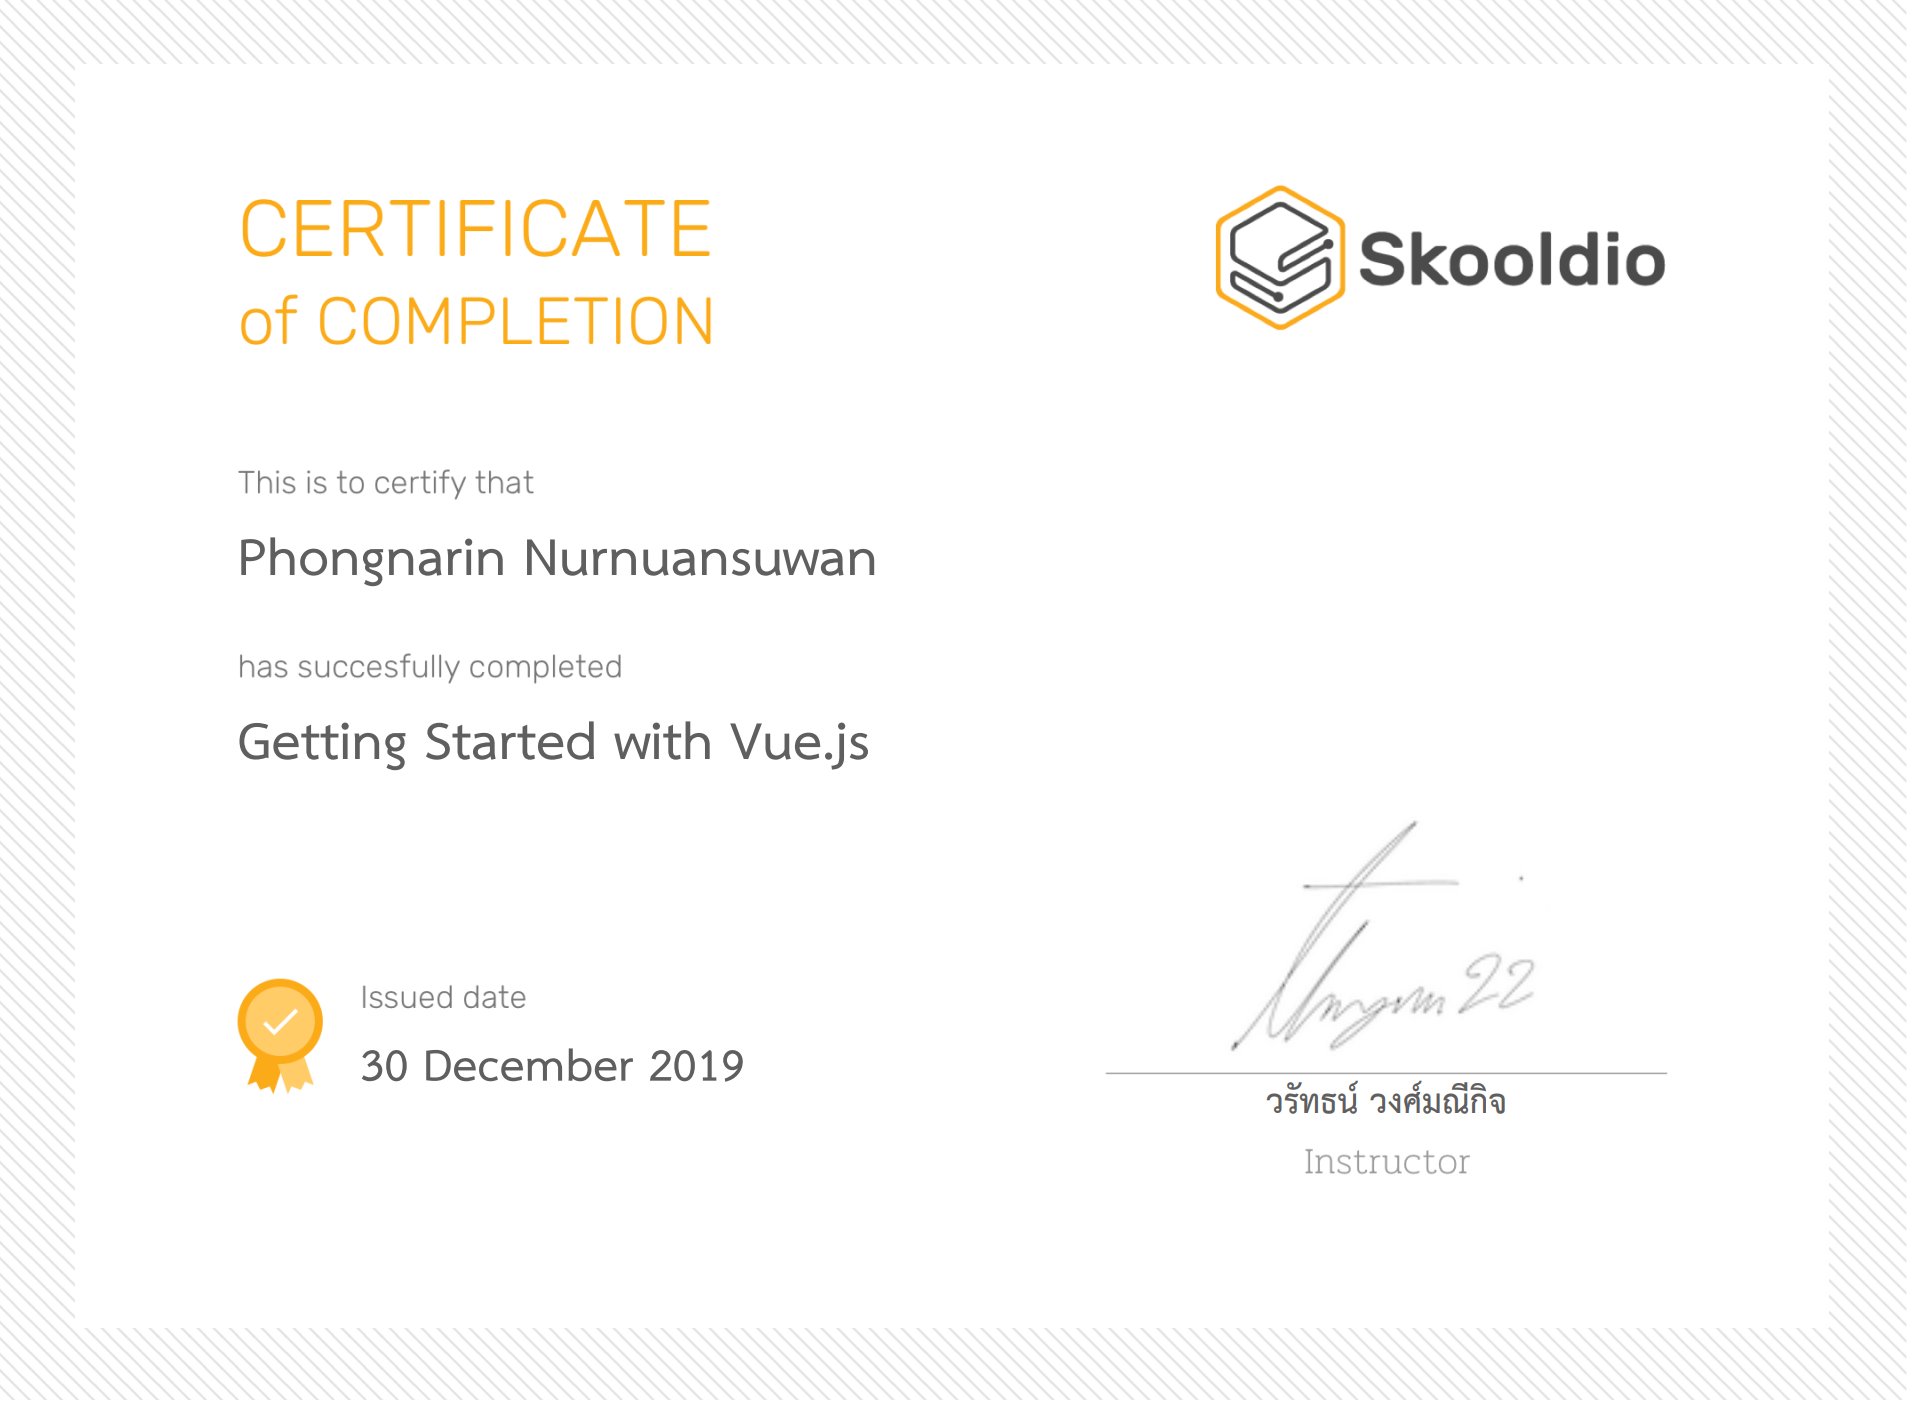 CERTIFICATE
of COMPLETION
Skooldio
This is to certify that
Phongnarin Nurnuansuwan
has succesfully completed
Getting Started with Vue.js
Issued date
30 December 2019
วรัทธน์ วงศ์มณีกิจ
Instructor